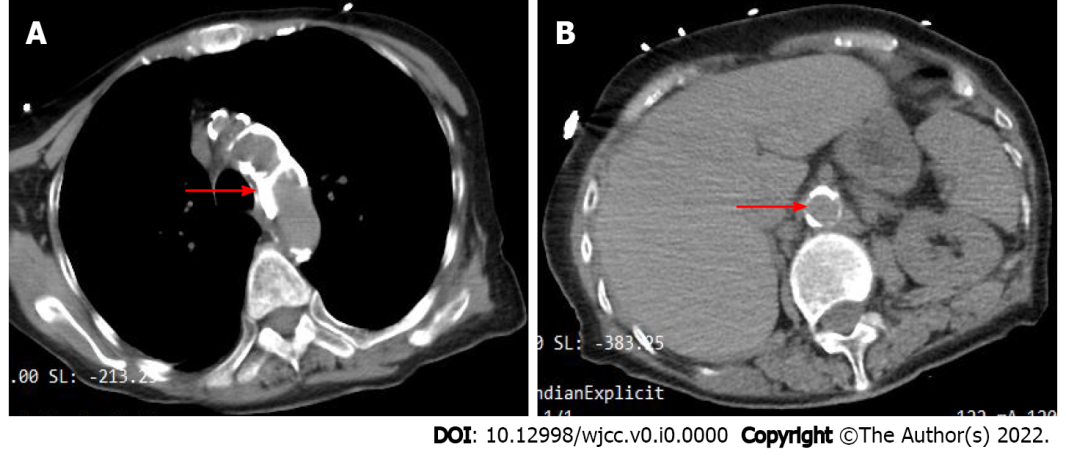 A
B
.00 SL: -213.25
0 SL: -383.25
ndianExplicit
1/1
DOI: 10.12998/wjcc.v0.i0.0000 Copyright ©The Author(s) 2022.